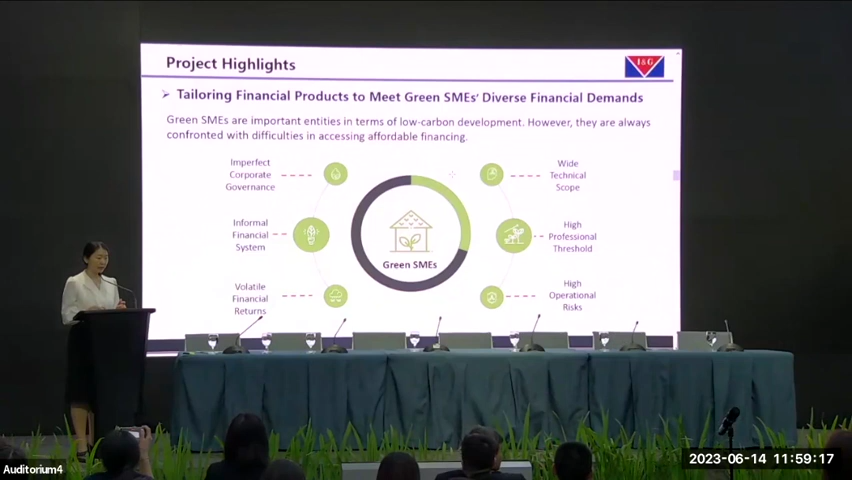 Project Highlights
I&G
Tailoring Financial Products to Meet Green SMEs' Diverse Financial Demands
Green SMEs are important entities in terms of low-carbon development. However, they are always
confronted with difficulties in accessing affordable financing.
Imperfect
Corporate
Governance
Wide
Technical
Scope
Informal
Financial
System
High
Professional
Threshold
Green SMEs
Volatile
Financial
Returns
High
Operational
Risks
Auditorium4
2023-06-14 11:59:17